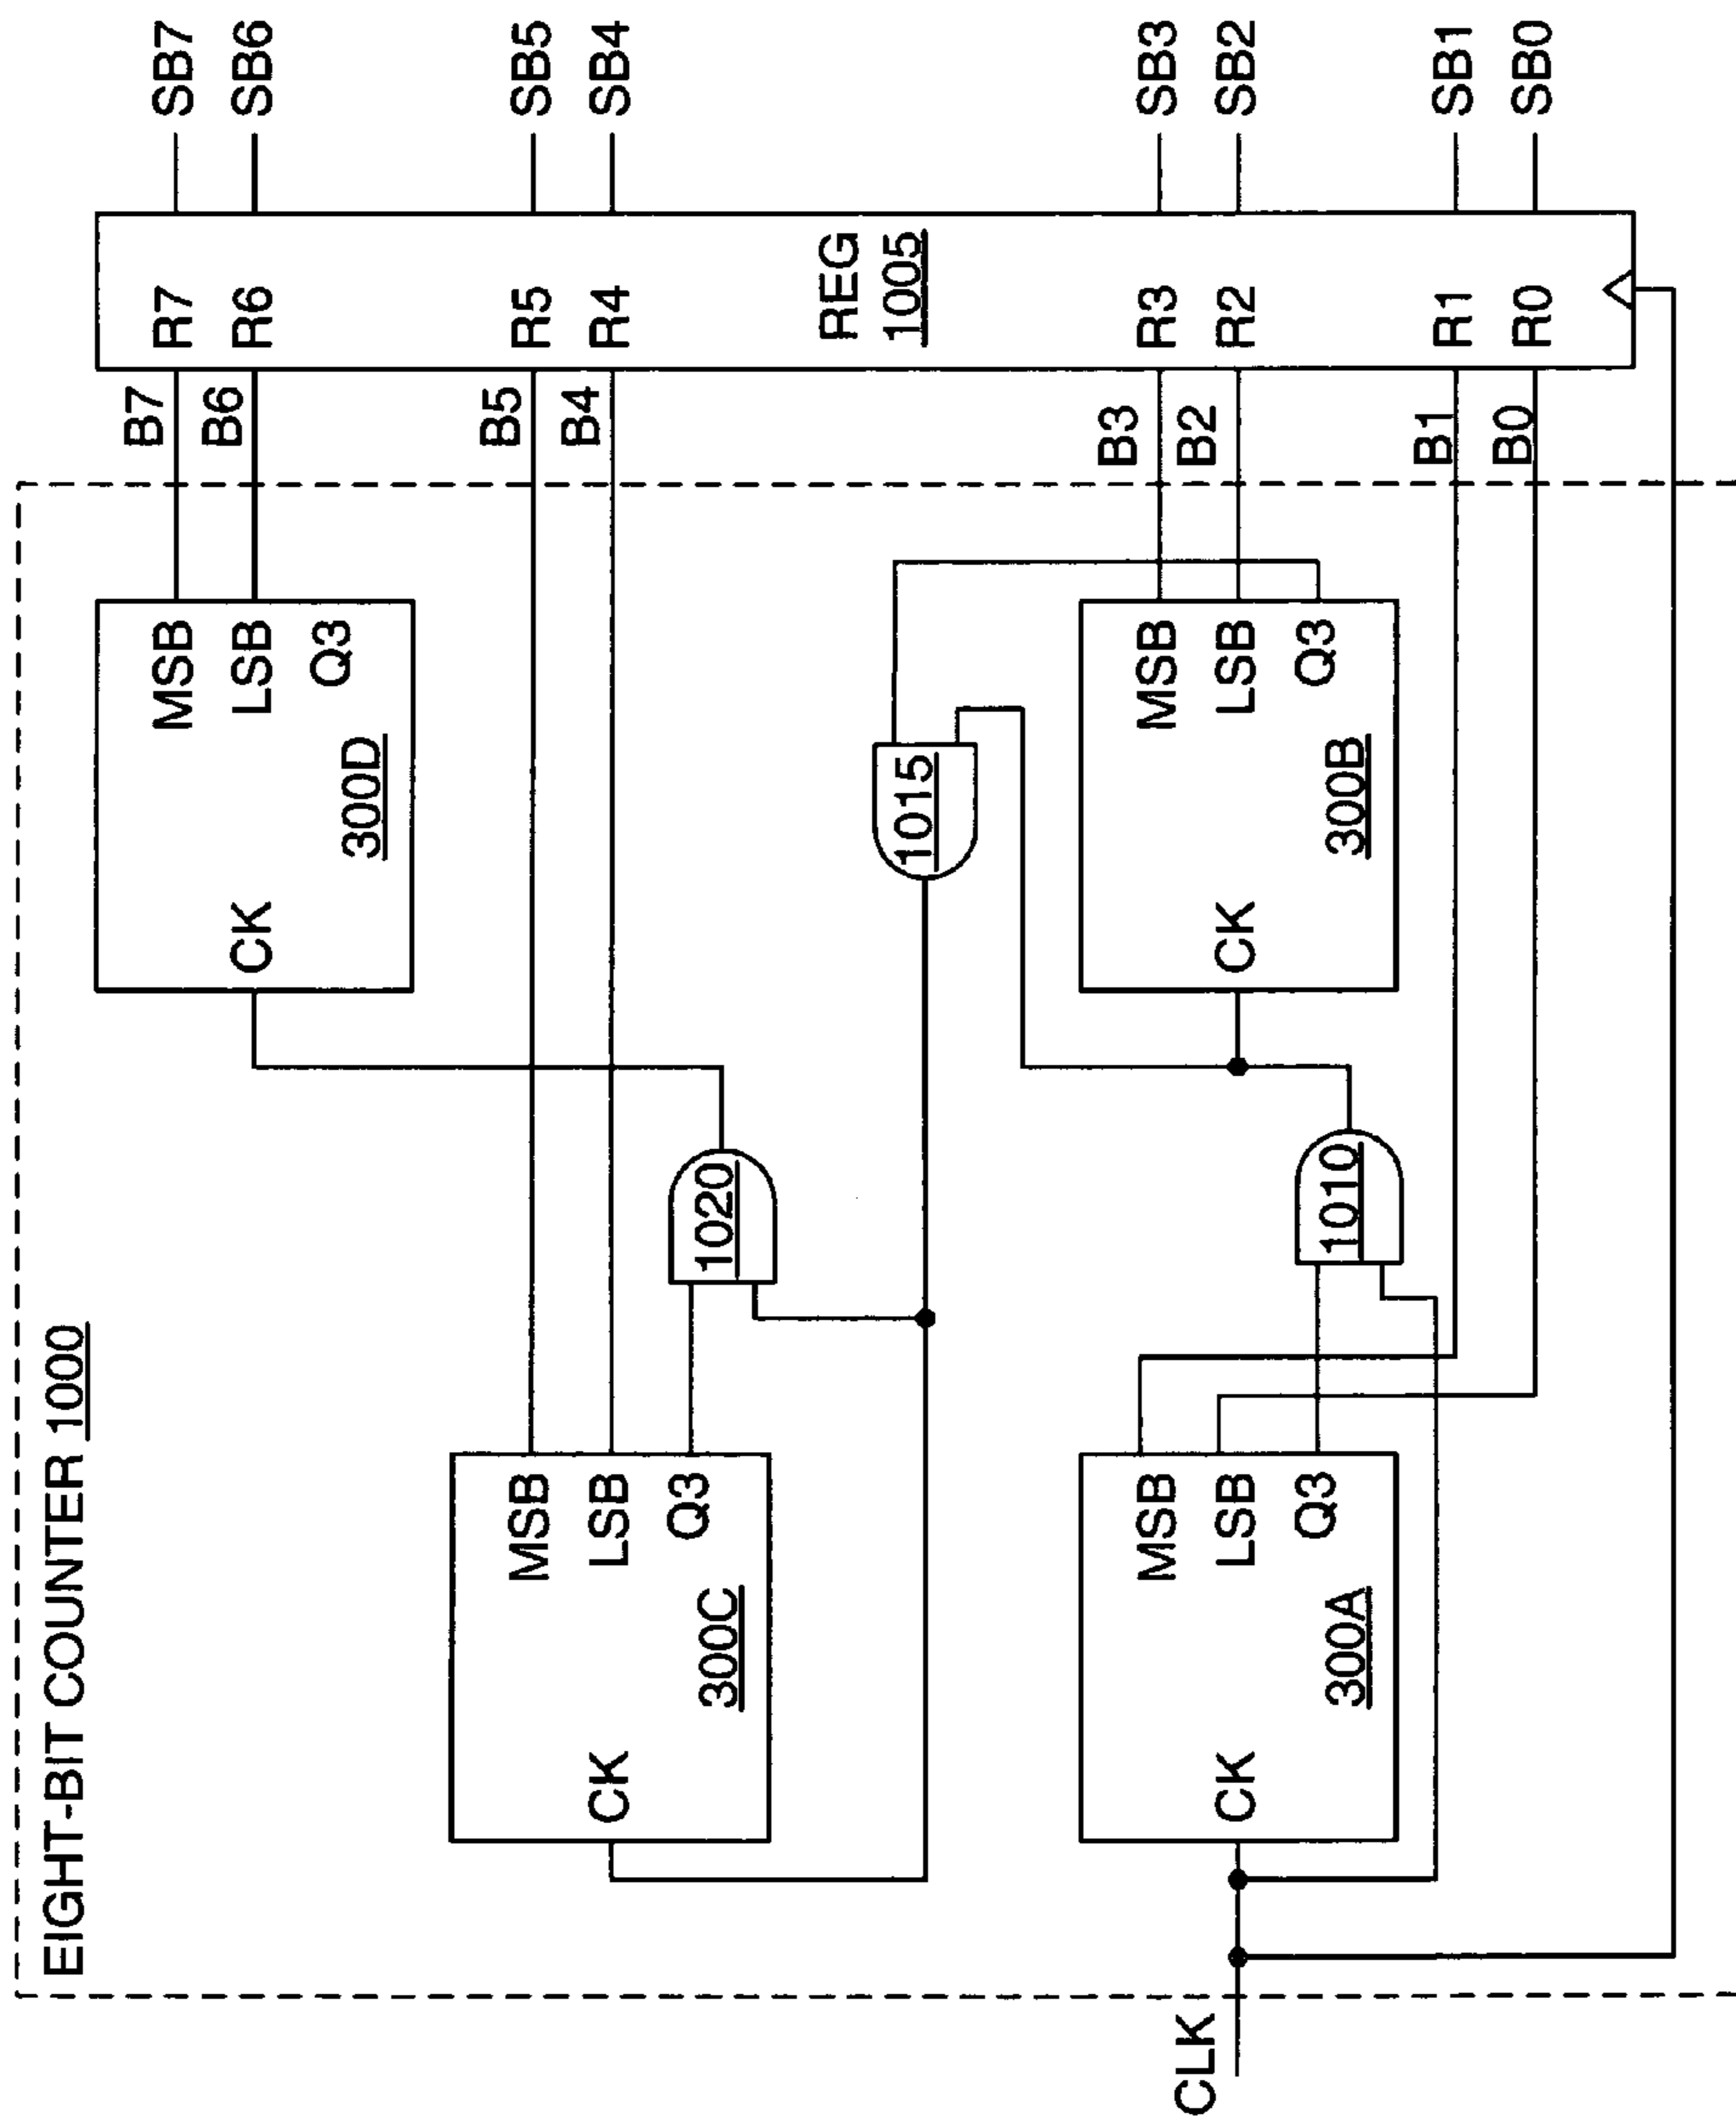 EIGHT-BIT COUNTER 1000
CLK
CK
MSB
LSB
Q3
300C
CK
MSB
LSB
Q3
300A
1020
1010
1015
CK
MSB
LSB
Q3
300D
CK
MSB
LSB
Q3
300B
B7
B6
B5
B4
B3
B2
B1
B0
R7
R6
R5
R4
REG
1005
R3
R2
R1
R0
SB7
SB6
SB5
SB4
SB3
SB2
SB1
SB0